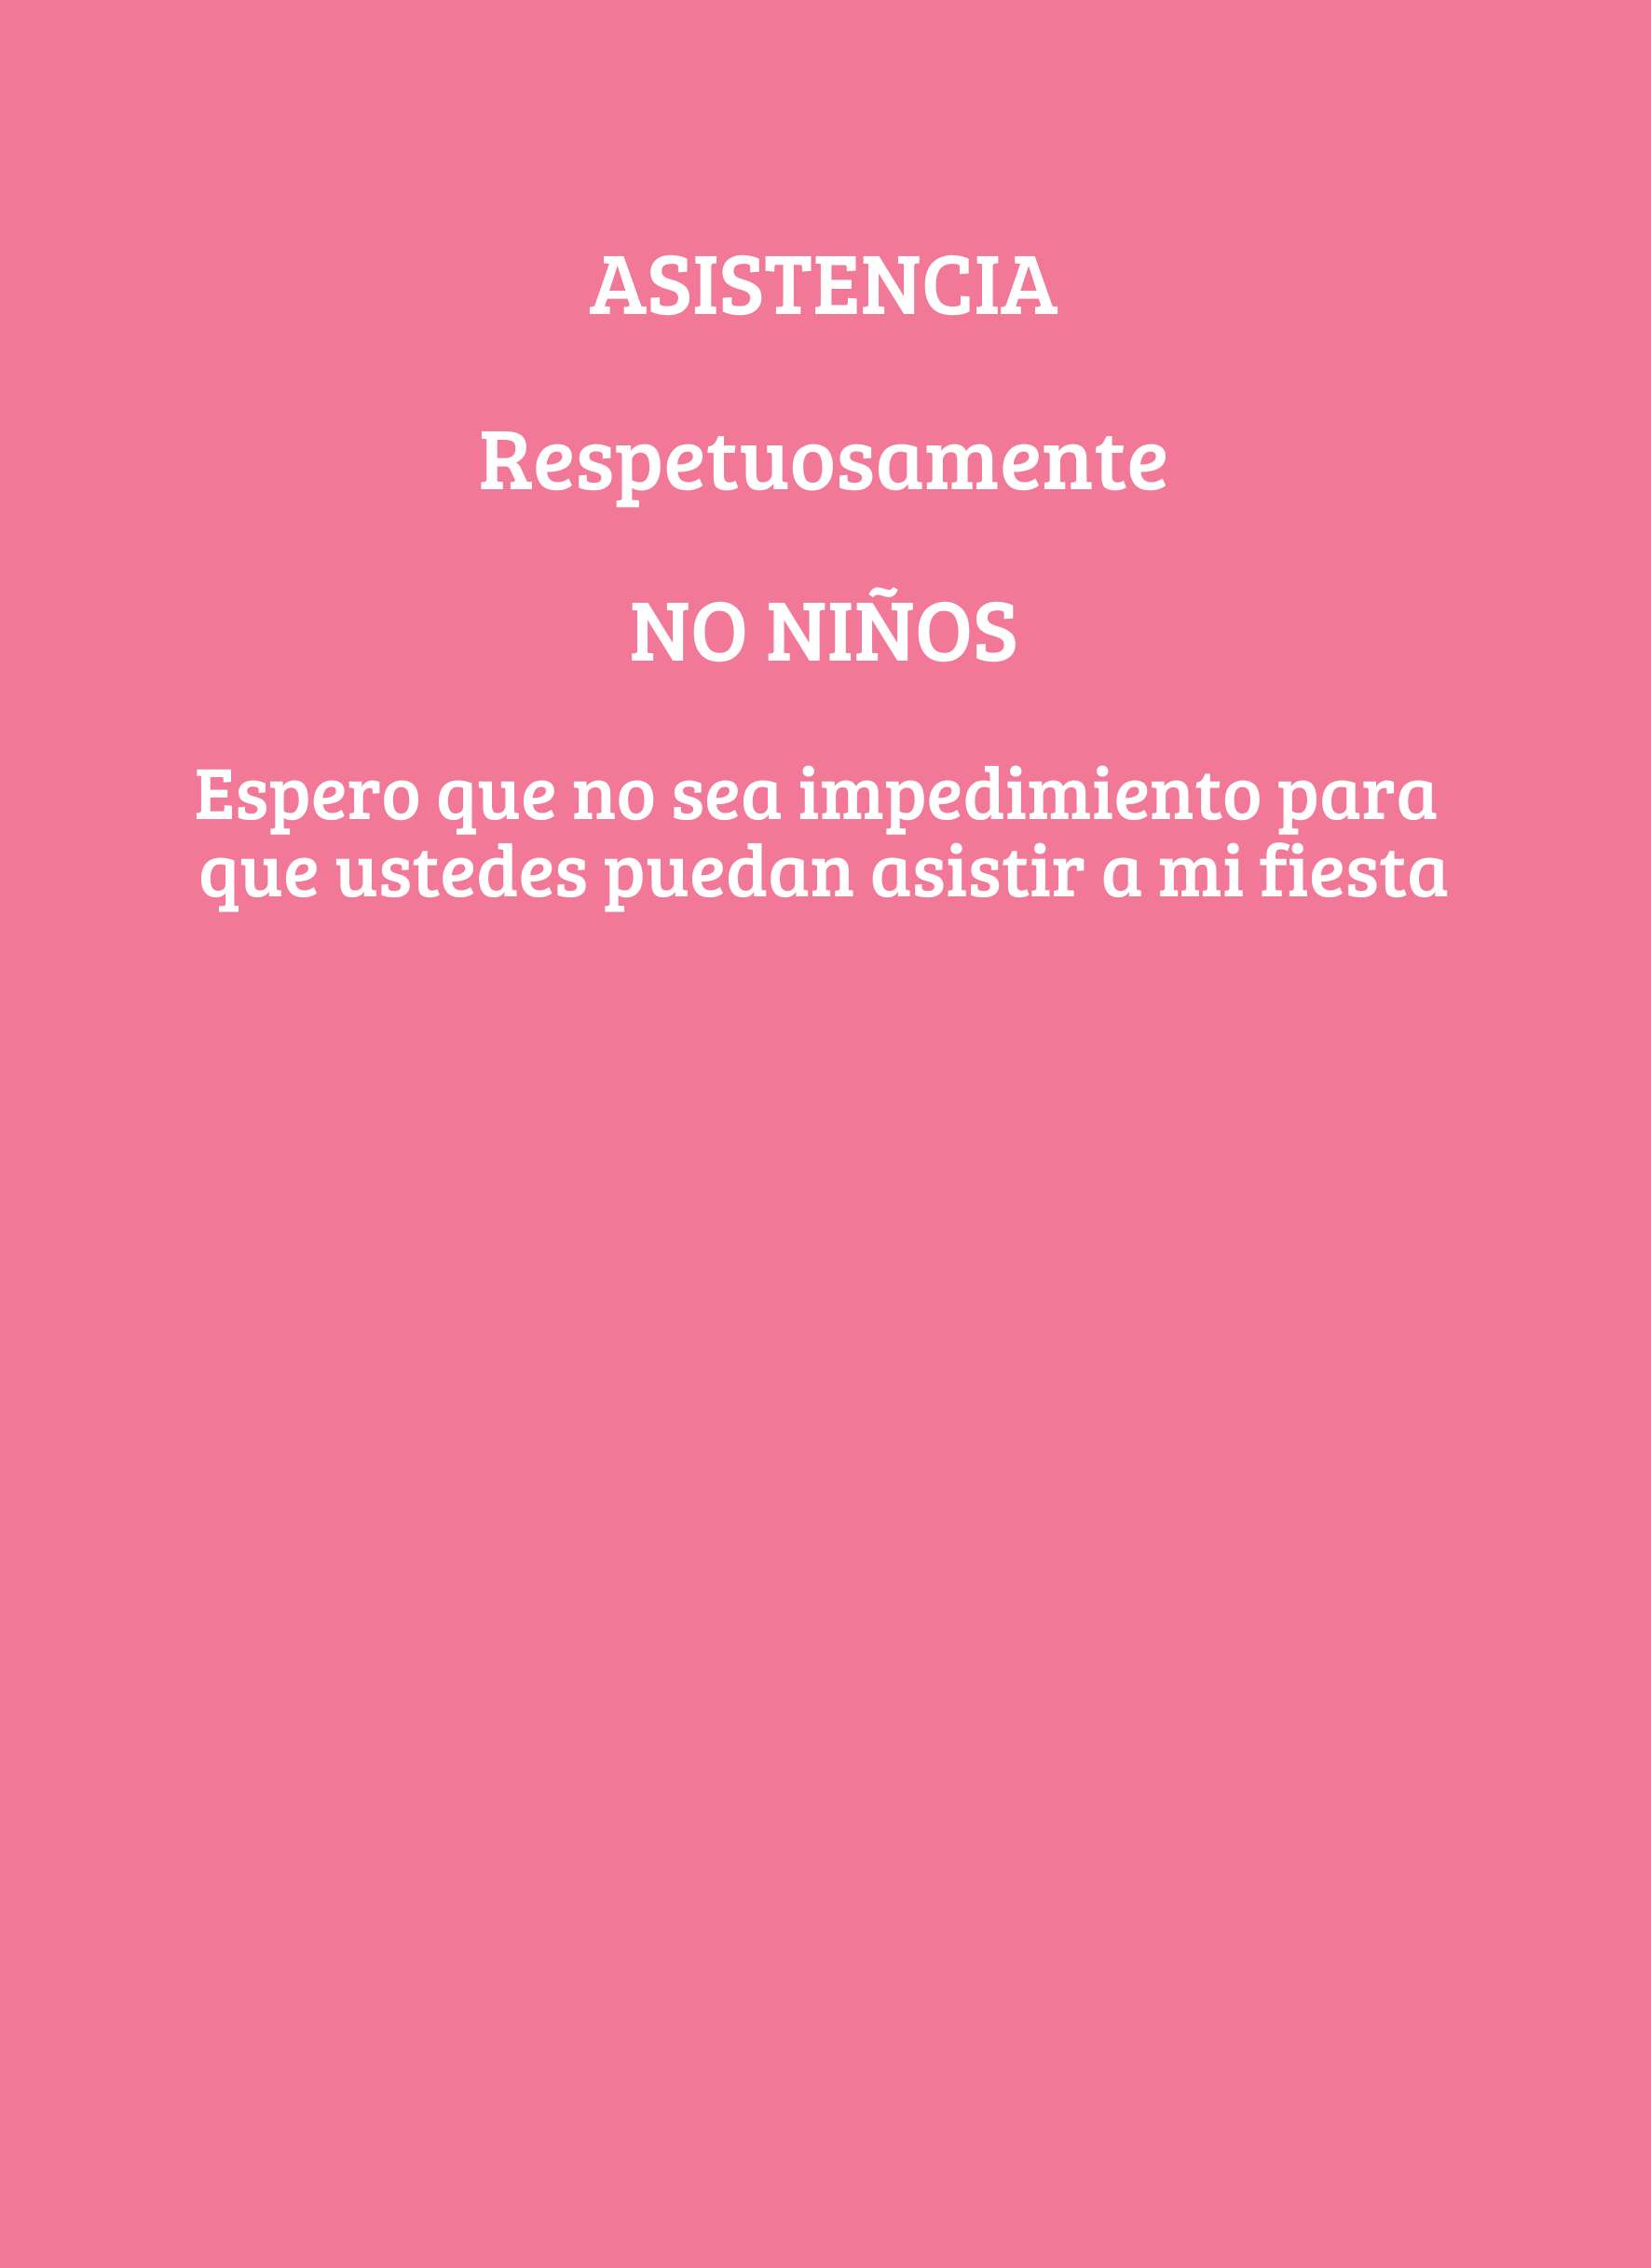 ASISTENCIA
Respetuosamente
NO NIÑOS
Espero que no sea impedimiento para
que ustedes puedan asistir a mi fiesta